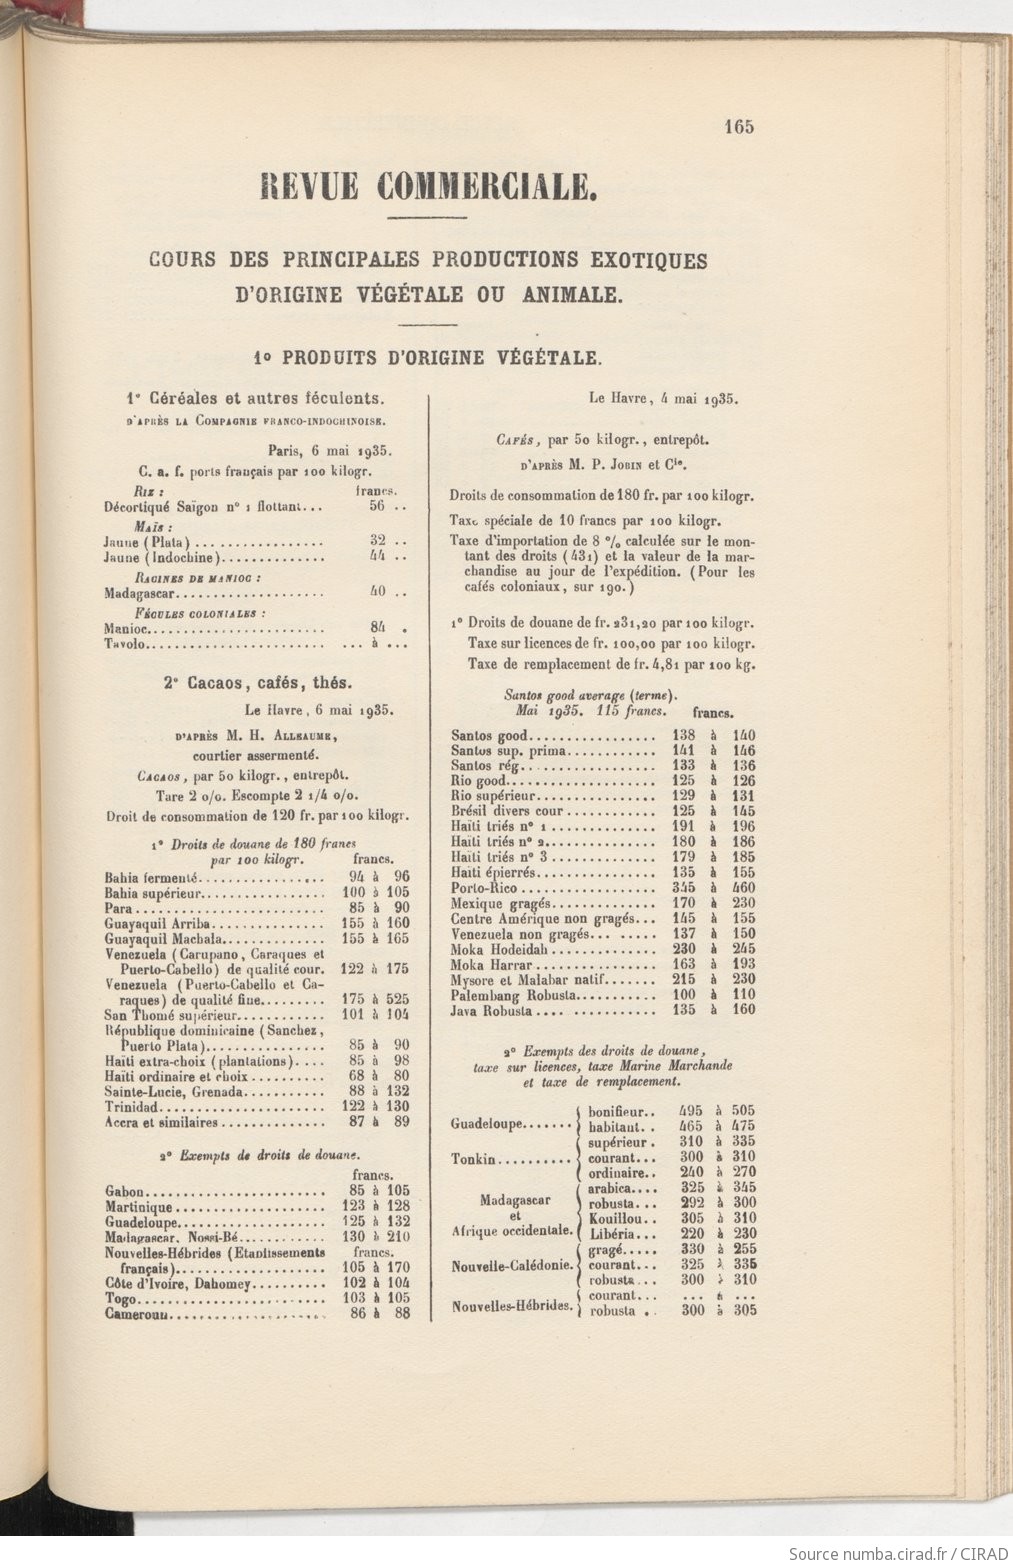 165
REVUE COMMERCIALE.
COURS DES PRINCIPALES PRODUCTIONS EXOTIQUES
D'ORIGINE VÉGÉTALE OU ANIMALE.
1° PRODUITS D'ORIGINE VÉGÉTALE.
1° Céréales et autres féculents.
D'APRÈS LA COMPAGNIE FRANCO-INDOCHINOISE.
Paris, 6 mai 1935.
C. a. f. ports français par 100 kilogr.
RIZ : francs.
Décortiqué Saïgon n° 1 flottant... 56 ..
MAÏS :
Jaune (Plata) ................ 32 ..
Jaune (Indochine)............. 44 ..
RACINES DE MANIOC :
Madagascar................... 40 ..
FÉCULES COLONIALES :
Manioc....................... 84 .
Tavolo....................... ... à ...
2° Cacaos, cafés, thés.
Le Havre, 6 mai 1935.
D'APRÈS M. H. ALLEAUME,
courtier assermenté.
CACAOS, par 50 kilogr., entrepôt.
Tare 2 o/o. Escompte 2 1/4 o/o.
Droit de consommation de 120 fr. par 100 kilogr.
1° Droits de douane de 180 francs
par 100 kilogr. francs.
Bahia fermenté................ 94 à 96
Bahia supérieur................ 100 à 105
Para......................... 85 à 90
Guayaquil Arriba............... 155 à 160
Guayaquil Machala............. 155 à 165
Venezuela (Carupano, Caraques et
Puerto-Cabello) de qualité cour. 122 à 175
Venezuela (Puerto-Cabello et Ca-
raques) de qualité fine......... 175 à 525
San Thomé supérieur............ 101 à 104
République dominicaine (Sanchez,
Puerto Plata)............... 85 à 90
Haïti extra-choix (plantations).... 85 à 98
Haïti ordinaire et choix.......... 68 à 80
Sainte-Lucie, Grenada........... 88 à 132
Trinidad...................... 122 à 130
Accra et similaires ............. 87 à 89
2° Exempts de droits de douane.
francs.
Gabon........................ 85 à 105
Martinique.................... 123 à 128
Guadeloupe................... 125 à 132
Madagascar, Nossi-Bé........... 130 à 210
Nouvelles-Hébrides (Etablissements francs.
français)................... 105 à 170
Côte d'Ivoire, Dahomey.......... 102 à 104
Togo......................... 103 à 105
Cameroun..................... 86 à 88
Le Havre, 4 mai 1935.
CAFÉS, par 50 kilogr., entrepôt.
D'APRÈS M. P. JOBIN et Cie.
Droits de consommation de 180 fr. par 100 kilogr.
Taxe spéciale de 10 francs par 100 kilogr.
Taxe d'importation de 8 % calculée sur le mon-
tant des droits (431) et la valeur de la mar-
chandise au jour de l'expédition. (Pour les
cafés coloniaux, sur 190.)
1° Droits de douane de fr. 231,20 par 100 kilogr.
Taxe sur licences de fr. 100,00 par 100 kilogr.
Taxe de remplacement de fr. 4,81 par 100 kg.
Santos good average (terme).
Mai 1935. 115 francs. francs.
Santos good................. 138 à 140
Santos sup. prima............ 141 à 146
Santos rég.................. 133 à 136
Rio good................... 125 à 126
Rio supérieur............... 129 à 131
Brésil divers cour ............ 125 à 145
Haïti triés n° 1 .............. 191 à 196
Haïti triés n° 2.............. 180 à 186
Haïti triés n° 3 .............. 179 à 185
Haïti épierrés............... 135 à 155
Porto-Rico ................. 345 à 460
Mexique gragés.............. 170 à 230
Centre Amérique non gragés... 145 à 155
Venezuela non gragés... ..... 137 à 150
Moka Hodeidah .............. 230 à 245
Moka Harrar................ 163 à 193
Mysore et Malabar natif....... 215 à 230
Palembang Robusta........... 100 à 110
Java Robusta .... ........... 135 à 160
2° Exempts des droits de douane,
taxe sur licences, taxe Marine Marchande
et taxe de remplacement.
bonifieur.. 495 à 505
Guadeloupe.......
habitant. . 465 à 475
supérieur . 310 à 335
Tonkin.......... courant... 300 à 310
ordinaire.. 240 à 270
arabica.... 325 à 345
Madagascar robusta... 292 à 300
et Kouillou.. 305 à 310
Afrique occidentale. Libéria... 220 à 230
gragé..... 330 à 255
Nouvelle-Calédonie. courant... 325 à 335
robusta... 300 à 310
courant... ... à ...
Nouvelles-Hébrides. robusta . . 300 à 305
Source numba.cirad.fr / CIRAD